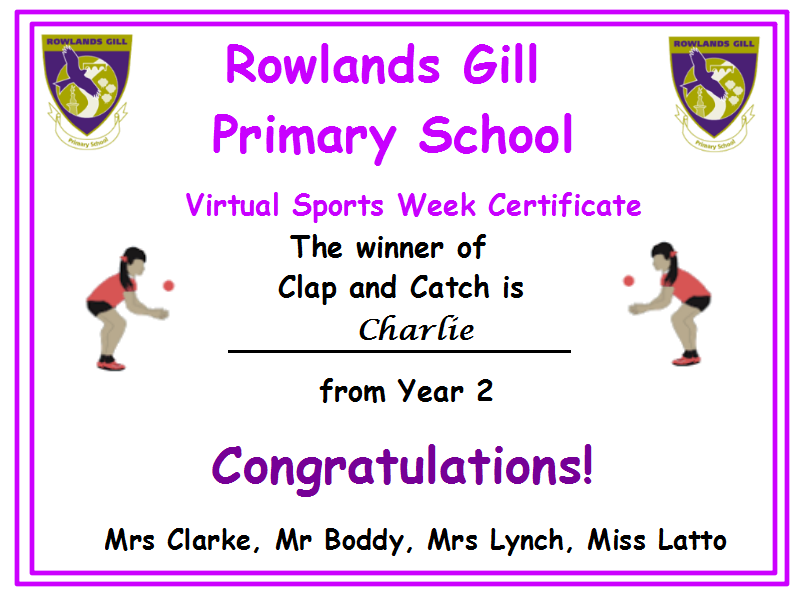 ROWLANDS GILL
Primary School
ROWLANDS GILL
Primary School
Rowlands Gill
Primary School
Virtual Sports Week Certificate
The winner of
Clap and Catch is
Charlie
from Year 2
Congratulations!
Mrs Clarke, Mr Boddy, Mrs Lynch, Miss Latto